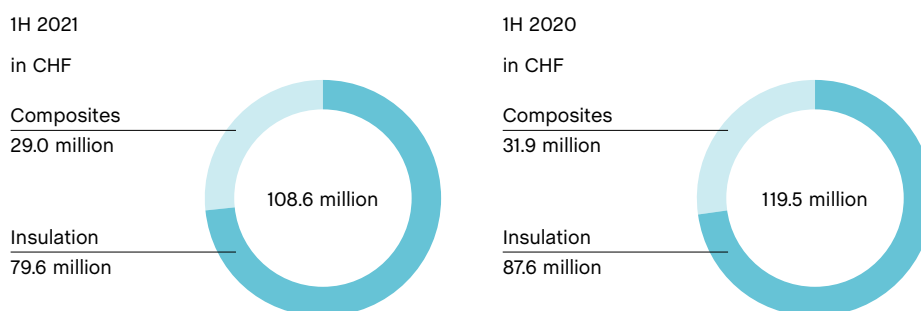 1H 2021
in CHF
Composites
29.0 million
108.6 million
Insulation
79.6 million
1H 2020
in CHF
Composites
31.9 million
119.5 million
Insulation
87.6 million